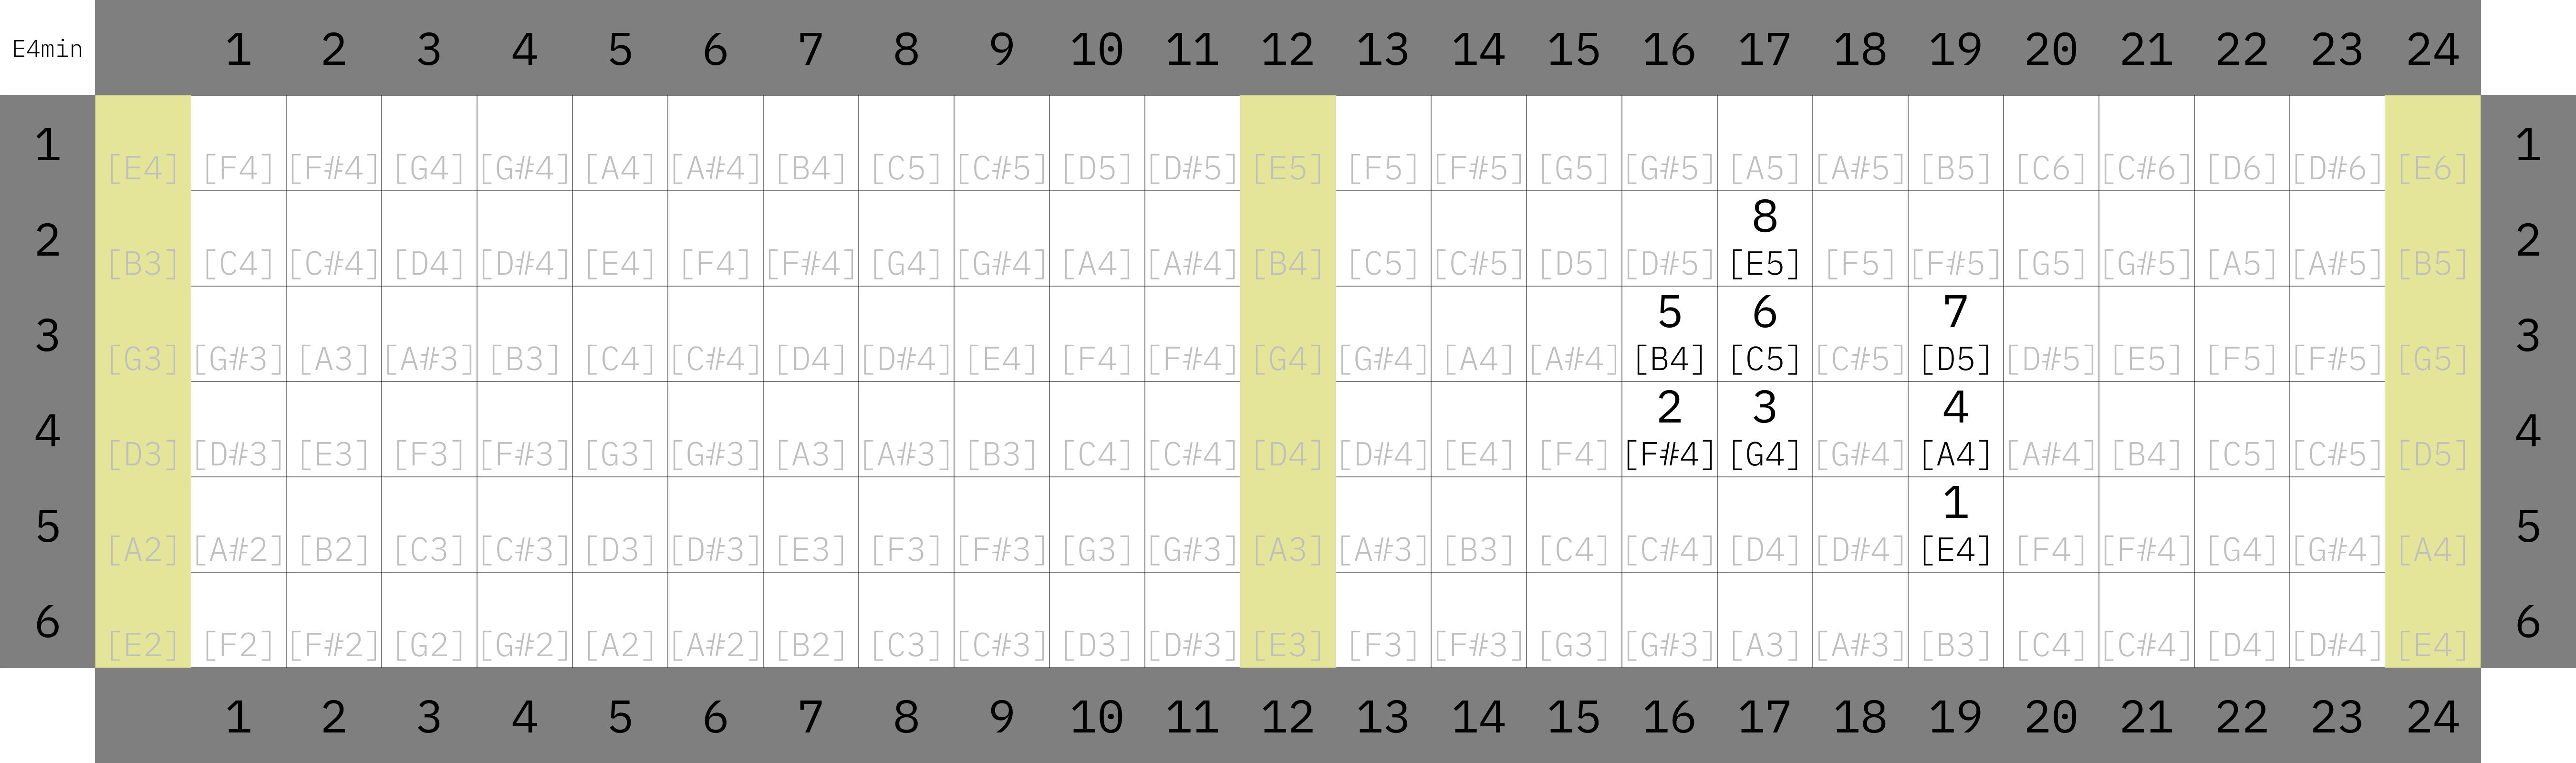 E4min 1 2 3 4 5 6 7 8 9 10 11 12 13 14 15 16 17 18 19 20 21 22 23 24
1 [E4] [F4] [F#4] [G4] [G#4] [A4] [A#4] [B4] [C5] [C#5] [D5] [D#5] [E5] [F5] [F#5] [G5] [G#5] [A5] [A#5] [B5] [C6] [C#6] [D6] [D#6] [E6] 1
8
2 [B3] [C4] [C#4] [D4] [D#4] [E4] [F4] [F#4] [G4] [G#4] [A4] [A#4] [B4] [C5] [C#5] [D5] [D#5] [E5] [F5] [F#5] [G5] [G#5] [A5] [A#5] [B5] 2
5 6 7
3 [G3] [G#3] [A3] [A#3] [B3] [C4] [C#4] [D4] [D#4] [E4] [F4] [F#4] [G4] [G#4] [A4] [A#4] [B4] [C5] [C#5] [D5] [D#5] [E5] [F5] [F#5] [G5] 3
2 3 4
4 [D3] [D#3] [E3] [F3] [F#3] [G3] [G#3] [A3] [A#3] [B3] [C4] [C#4] [D4] [D#4] [E4] [F4] [F#4] [G4] [G#4] [A4] [A#4] [B4] [C5] [C#5] [D5] 4
1
5 [A2] [A#2] [B2] [C3] [C#3] [D3] [D#3] [E3] [F3] [F#3] [G3] [G#3] [A3] [A#3] [B3] [C4] [C#4] [D4] [D#4] [E4] [F4] [F#4] [G4] [G#4] [A4] 5
6 [E2] [F2] [F#2] [G2] [G#2] [A2] [A#2] [B2] [C3] [C#3] [D3] [D#3] [E3] [F3] [F#3] [G3] [G#3] [A3] [A#3] [B3] [C4] [C#4] [D4] [D#4] [E4] 6
1 2 3 4 5 6 7 8 9 10 11 12 13 14 15 16 17 18 19 20 21 22 23 24